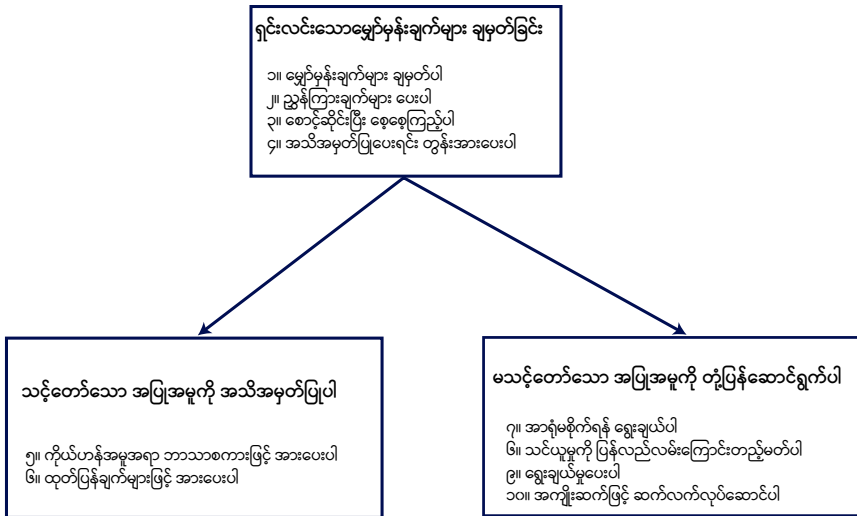 ရှင်းလင်းသောမျှော်မှန်းချက်များ ချမှတ်ခြင်း
၁။ မျှော်မှန်းချက်များ ချမှတ်ပါ
၂။ ညွှန်ကြားချက်များ ပေးပါ
၃။ စောင့်ဆိုင်းပြီး စေ့စေ့ကြည့်ပါ
၄။ အသိအမှတ်ပြုပေးရင်း တွန်းအားပေးပါ
သင့်တော်သော အပြုအမူကို အသိအမှတ်ပြုပါ
၅။ ကိုယ်ဟန်အမူအရာ ဘာသာစကားဖြင့် အားပေးပါ
၆။ ထုတ်ပြန်ချက်များဖြင့် အားပေးပါ
မသင့်တော်သော အပြုအမူကို တုံ့ပြန်ဆောင်ရွက်ပါ
၇။ အာရုံမစိုက်ရန် ရွေးချယ်ပါ
၆။ သင်ယူမှုကို ပြန်လည်လမ်းကြောင်းတည့်မတ်ပါ
၉။ ရွေးချယ်မှုပေးပါ
၁၀။ အကျိုးဆက်ဖြင့် ဆက်လက်လုပ်ဆောင်ပါ